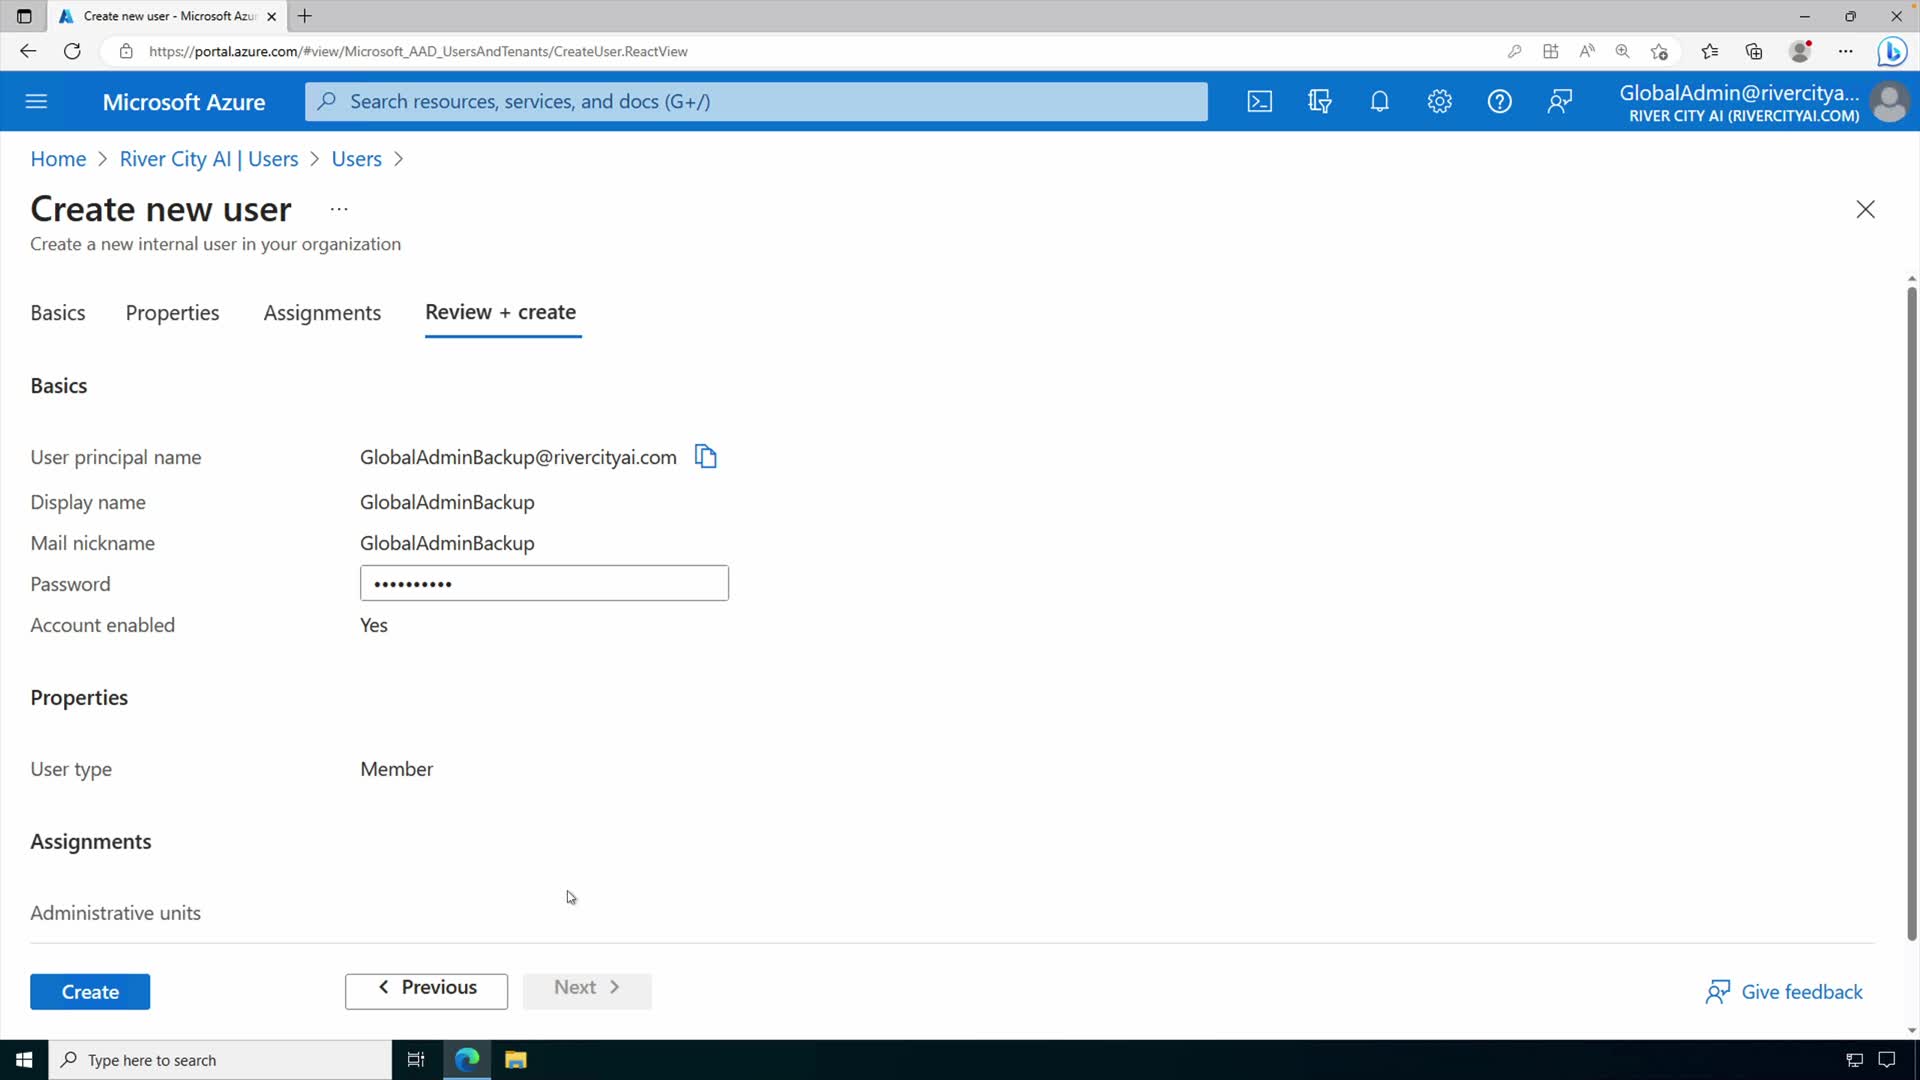 Create new user - Microsoft Azu
https://portal.azure.com/#view/Microsoft_AAD_UsersAndTenants/CreateUser.ReactView
Microsoft Azure
Search resources, services, and docs (G+/)
GlobalAdmin@rivercitya...
RIVER CITY AI (RIVERCITYAI.COM)
Home > River City AI | Users > Users >
Create new user ...
Create a new internal user in your organization
Basics Properties Assignments Review + create
Basics
User principal name GlobalAdminBackup@rivercityai.com
Display name GlobalAdminBackup
Mail nickname GlobalAdminBackup
Password ••••••••••
Account enabled Yes
Properties
User type Member
Assignments
Administrative units
Create < Previous Next > Give feedback
Type here to search